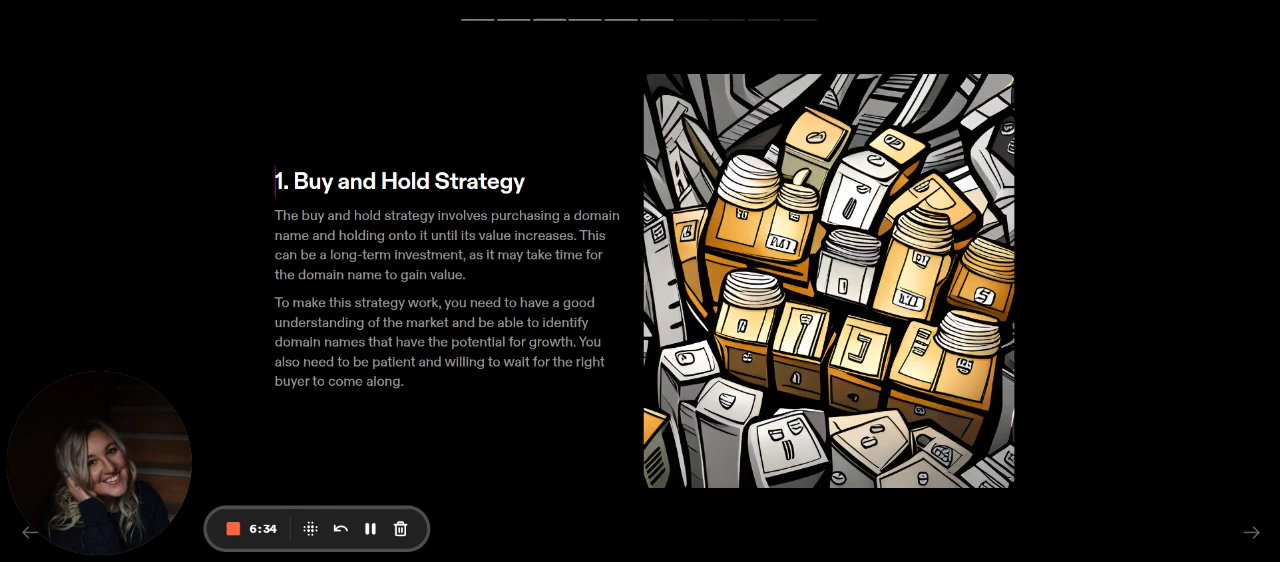 1. Buy and Hold Strategy
The buy and hold strategy involves purchasing a domain
name and holding onto it until its value increases. This
can be a long-term investment, as it may take time for
the domain name to gain value.
To make this strategy work, you need to have a good
understanding of the market and be able to identify
domain names that have the potential for growth. You
also need to be patient and willing to wait for the right
buyer to come along.
6:34